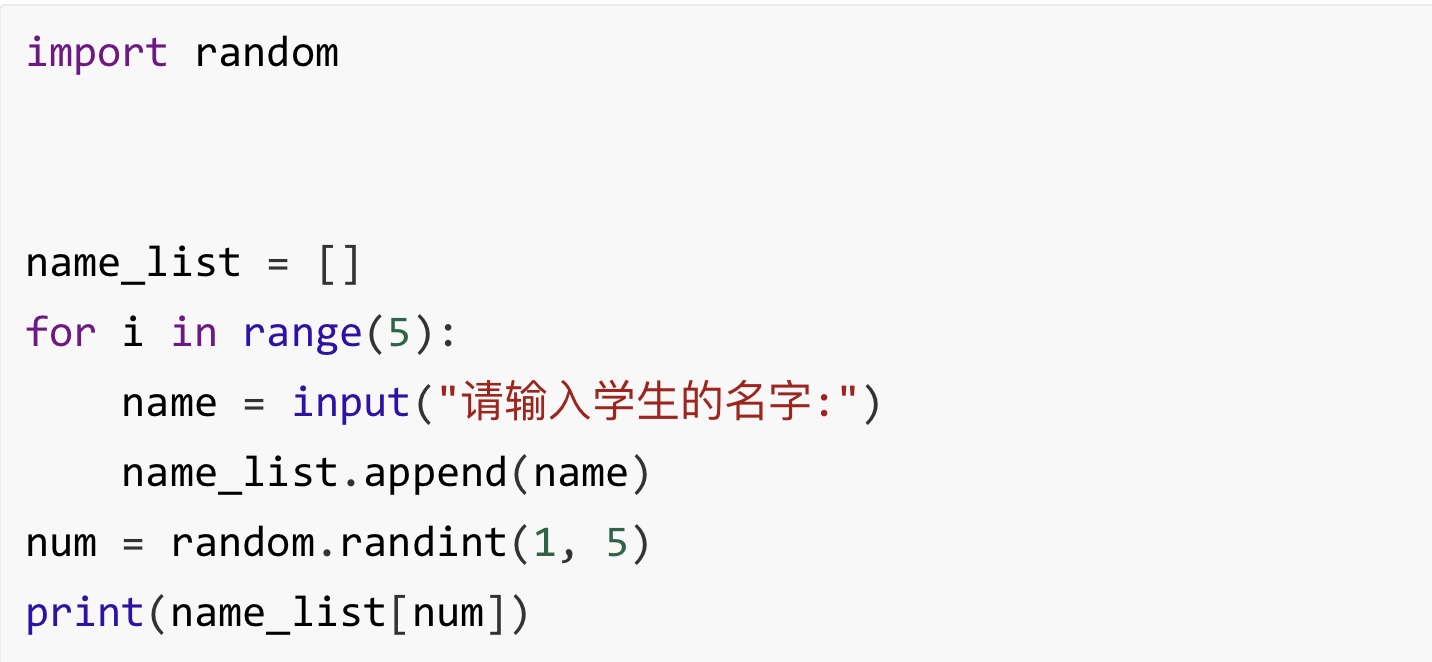 import random
name_list = []
for i in range(5):
    name = input("请输入学生的名字:")
    name_list.append(name)
num = random.randint(1, 5)
print(name_list[num])